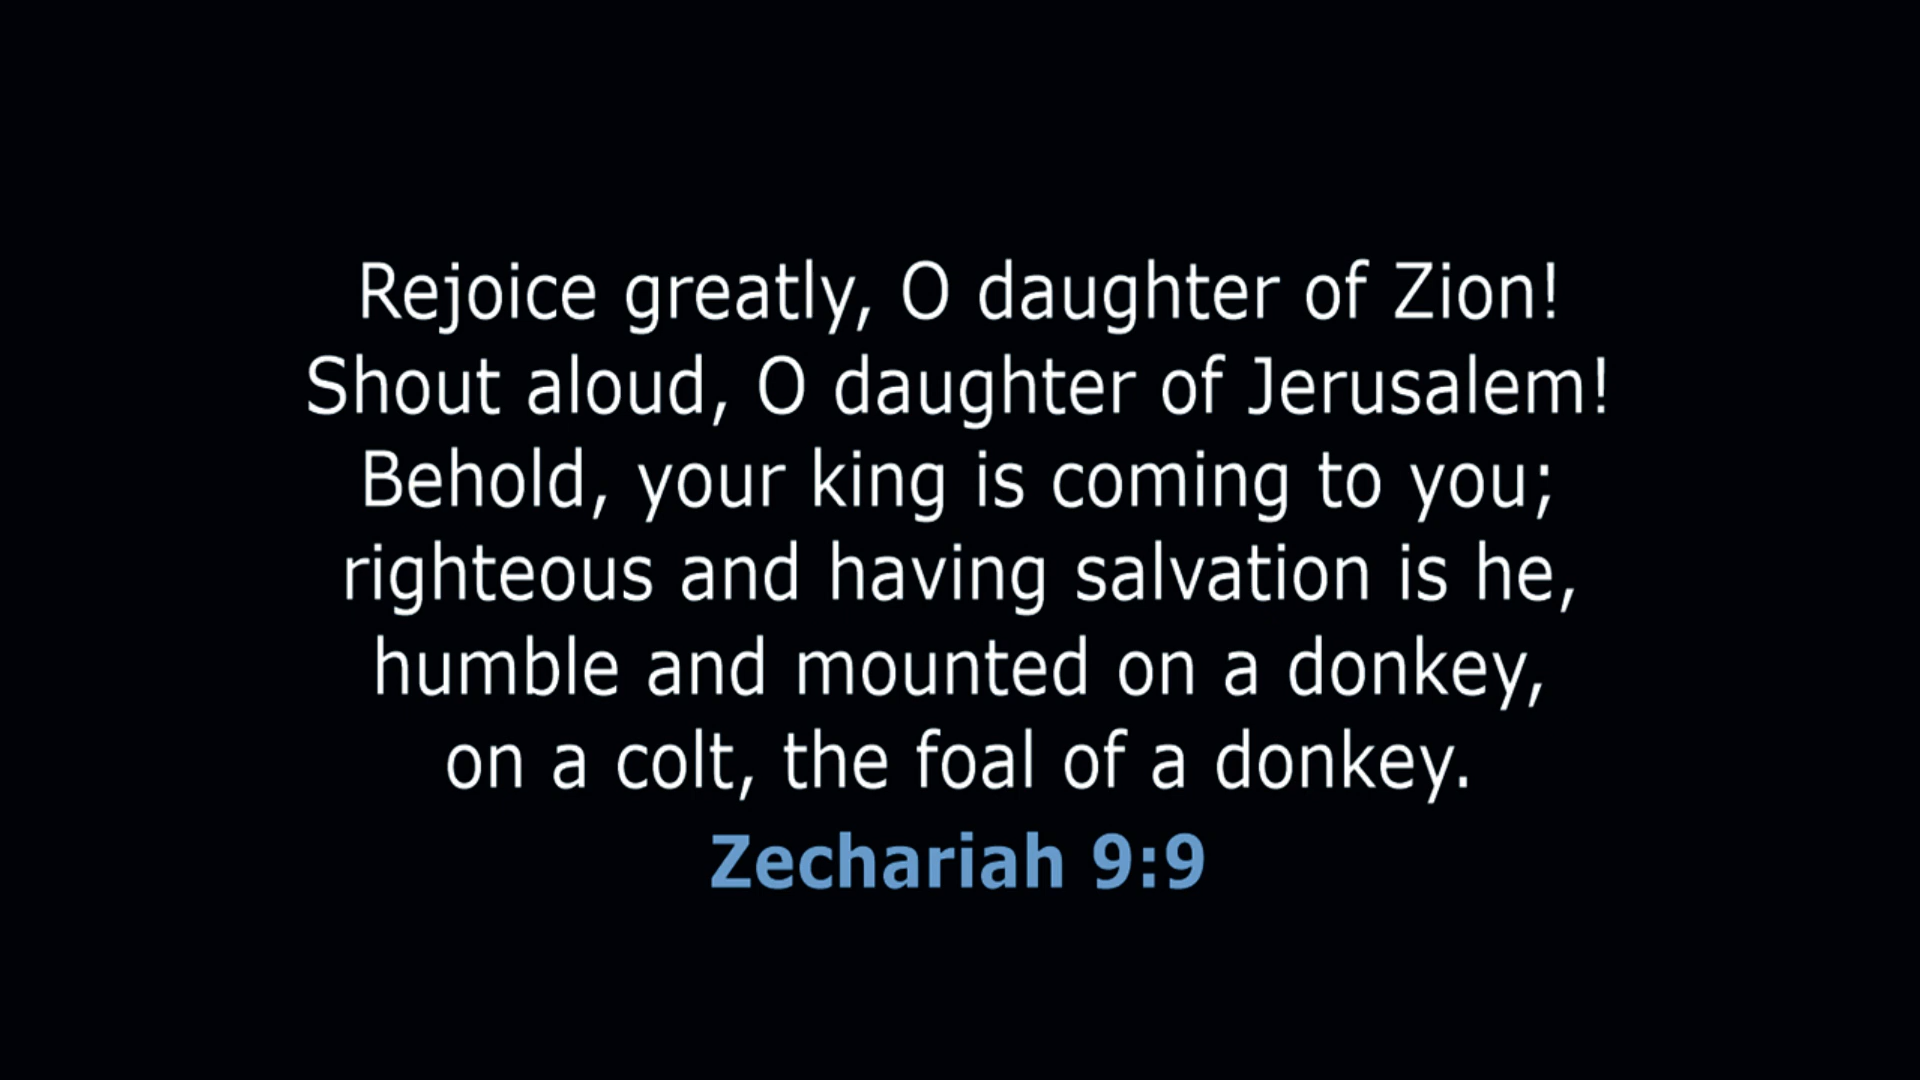 Rejoice greatly, O daughter of Zion!
Shout aloud, O daughter of Jerusalem!
Behold, your king is coming to you;
righteous and having salvation is he,
humble and mounted on a donkey,
on a colt, the foal of a donkey.
Zechariah 9:9